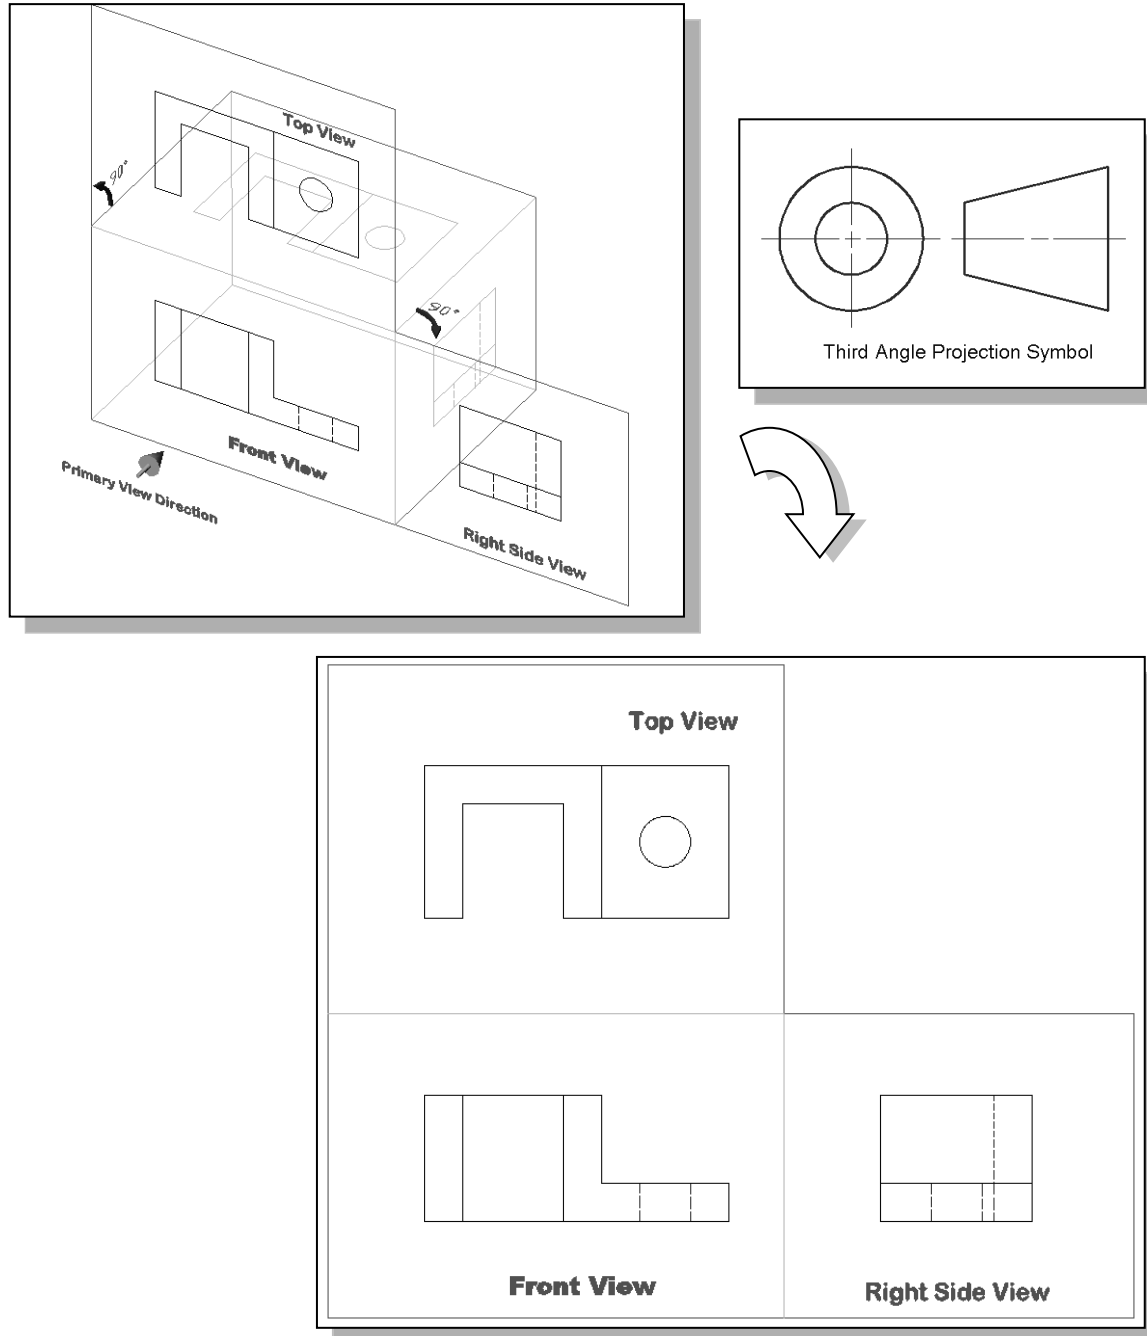 Top View
90°
90°
Front View
Primary View Direction
Right Side View
Third Angle Projection Symbol
Top View
Front View
Right Side View